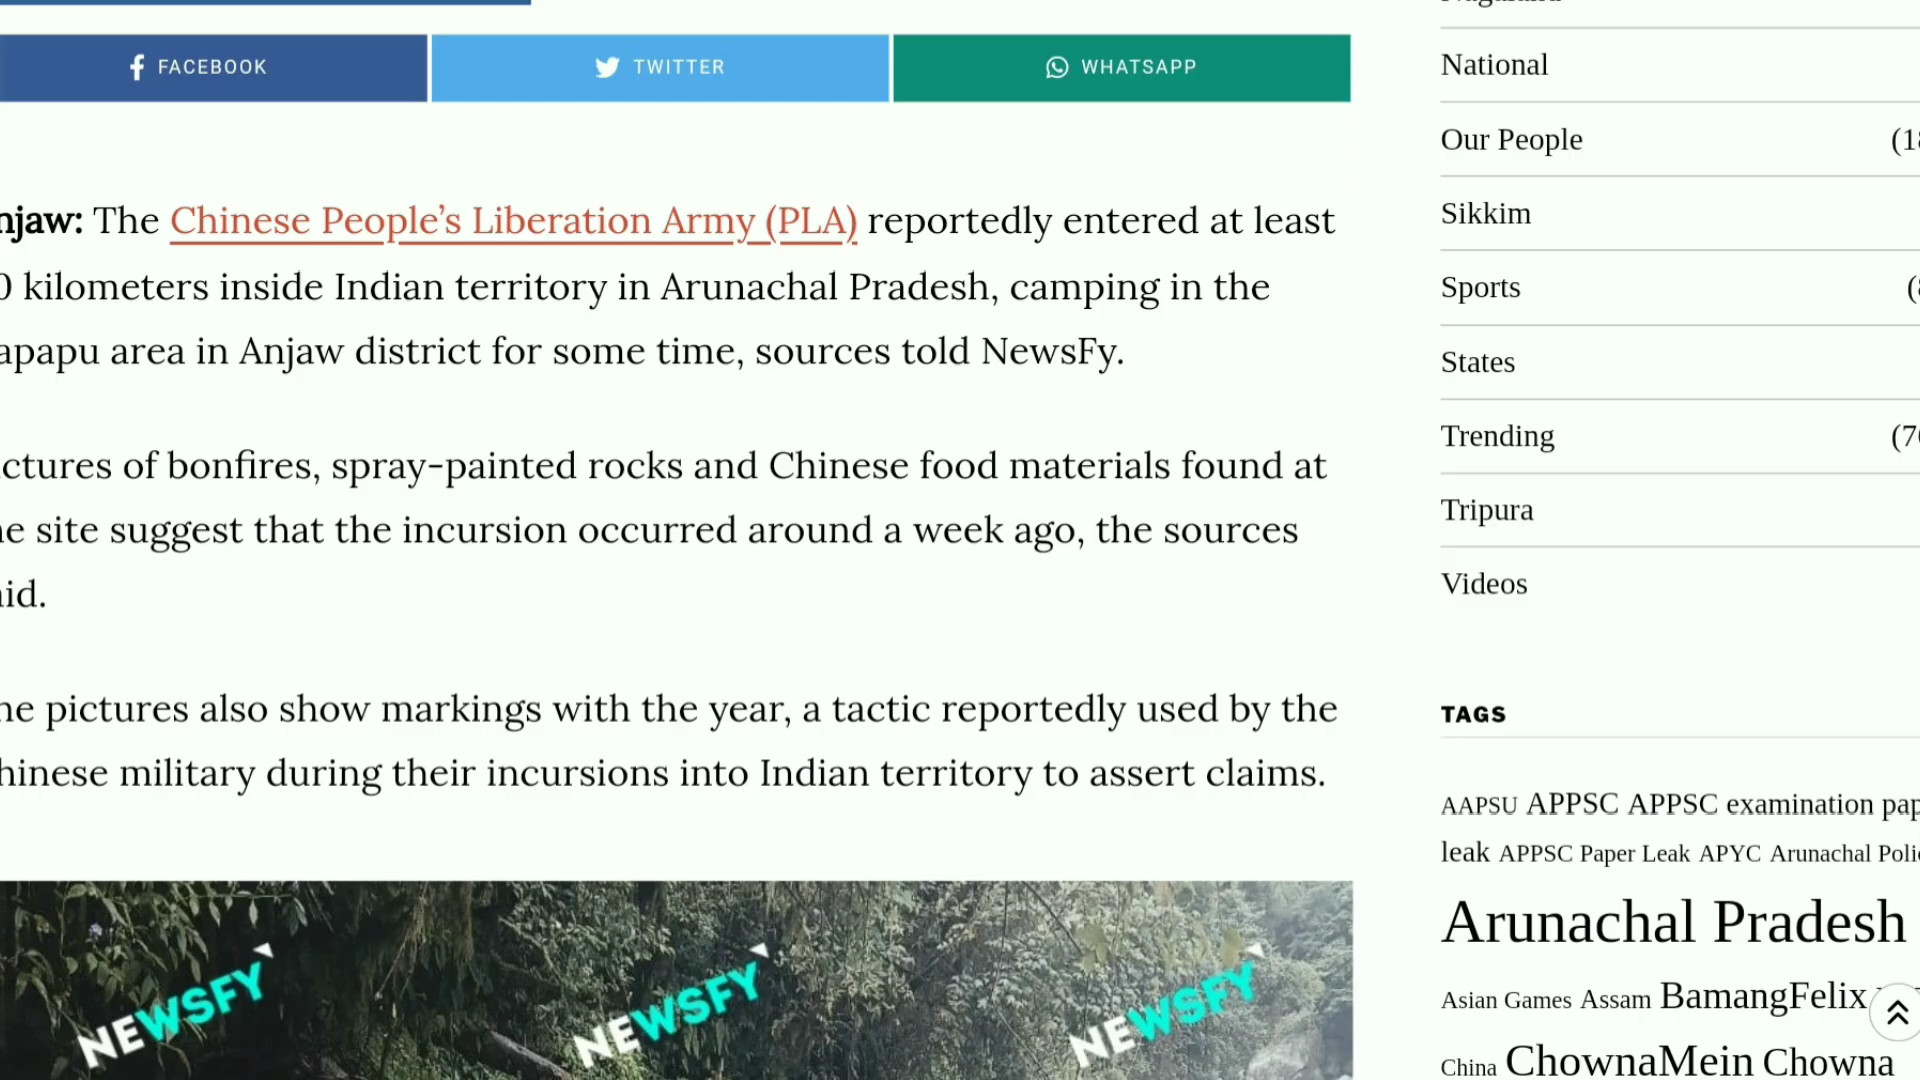 FACEBOOK
TWITTER
WHATSAPP
njaw: The Chinese People’s Liberation Army (PLA) reportedly entered at least
0 kilometers inside Indian territory in Arunachal Pradesh, camping in the
apapu area in Anjaw district for some time, sources told NewsFy.
ctures of bonfires, spray-painted rocks and Chinese food materials found at
he site suggest that the incursion occurred around a week ago, the sources
aid.
he pictures also show markings with the year, a tactic reportedly used by the
hinese military during their incursions into Indian territory to assert claims.
NEWSFY
NEWSFY
NEWSFY
National
Our People
Sikkim
Sports
States
Trending
Tripura
Videos
TAGS
AAPSU APPSC APPSC examination pap
leak APPSC Paper Leak APYC Arunachal Polic
Arunachal Pradesh
Asian Games Assam BamangFelix
China ChownaMein Chowna